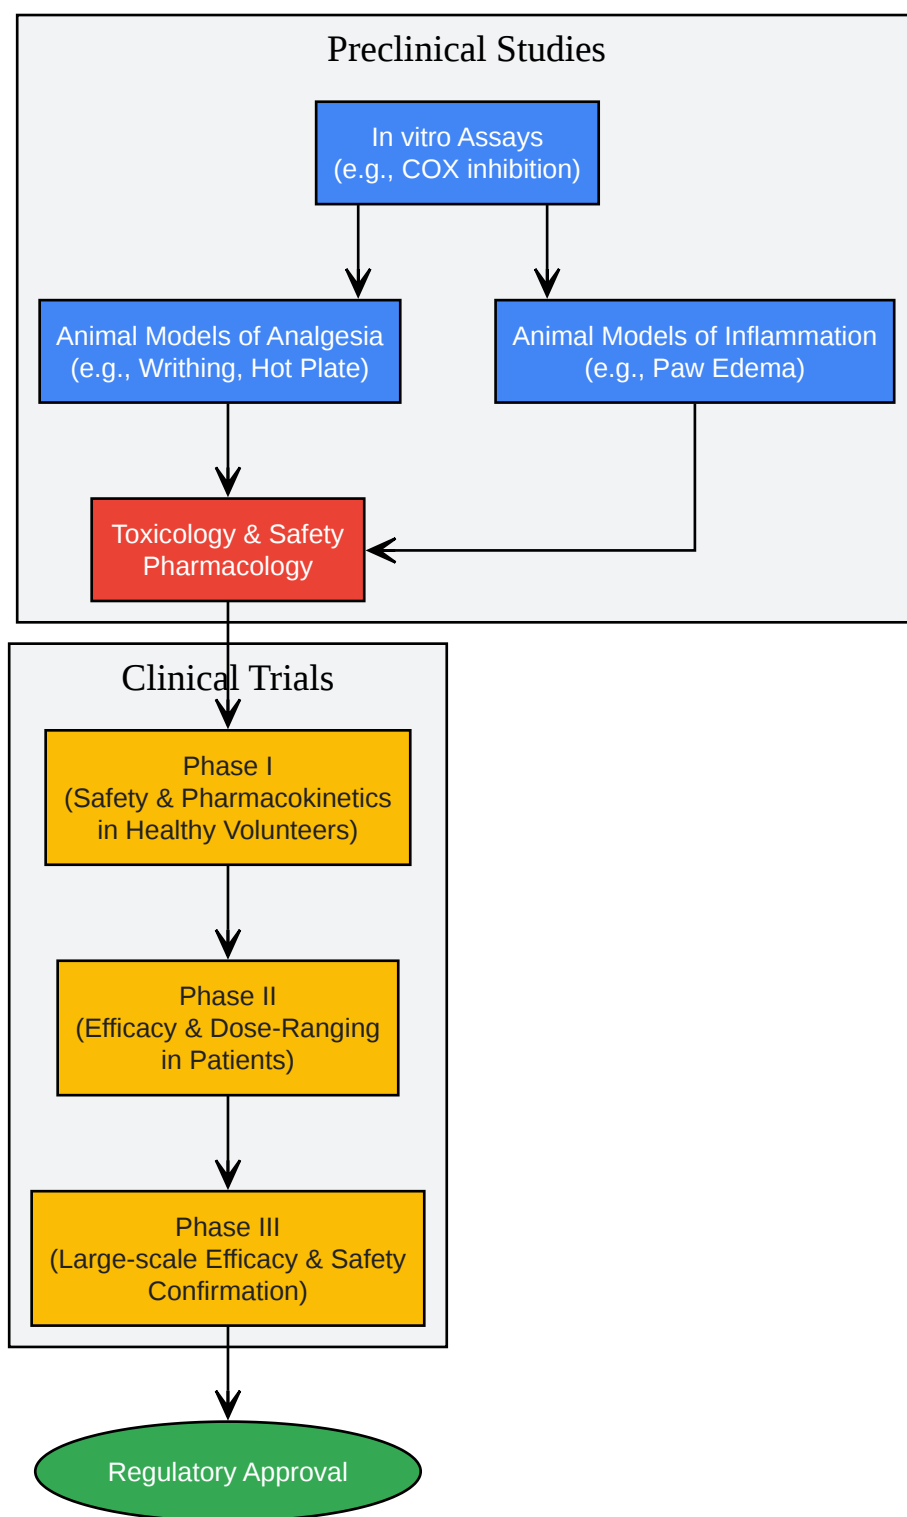 Preclinical Studies
In vitro Assays
(e.g., COX inhibition)
Animal Models of Analgesia
(e.g., Writhing, Hot Plate)
Animal Models of Inflammation
(e.g., Paw Edema)
Toxicology & Safety
Pharmacology
Clinical Trials
Phase I
(Safety & Pharmacokinetics
in Healthy Volunteers)
Phase II
(Efficacy & Dose-Ranging
in Patients)
Phase III
(Large-scale Efficacy & Safety
Confirmation)
Regulatory Approval